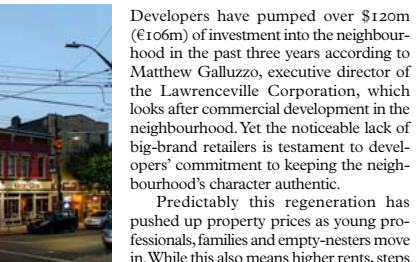 Developers have pumped over $120m
(€106m) of investment into the neighbour-
hood in the past three years according to
Matthew Galluzzo, executive director of
the Lawrenceville Corporation, which
looks after commercial development in the
neighbourhood. Yet the noticeable lack of
big-brand retailers is testament to devel-
opers’ commitment to keeping the neigh-
bourhood’s character authentic.
Predictably this regeneration has
pushed up property prices as young pro-
fessionals, families and empty-nesters move
in. While this also means higher rents, steps